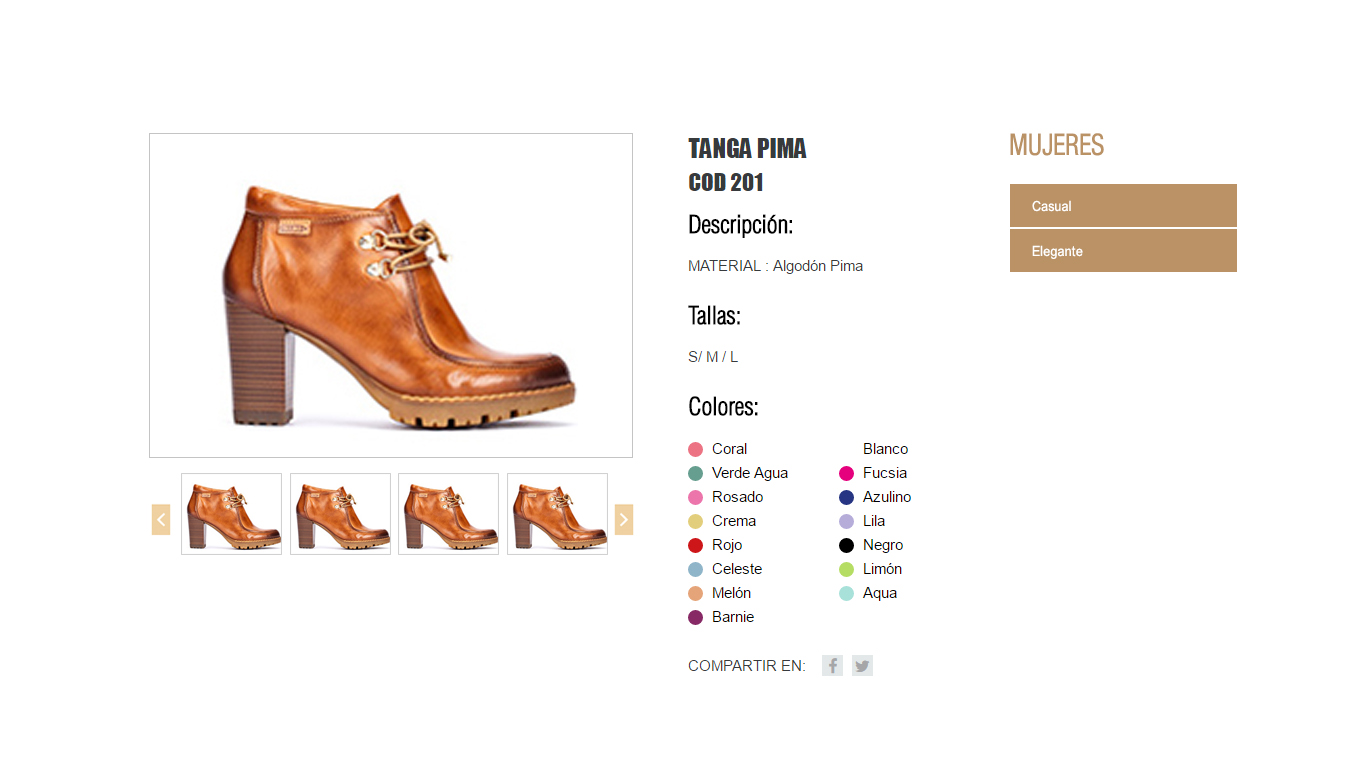 TANGA PIMA
COD 201
Descripción:
MATERIAL : Algodón Pima
Tallas:
S/ M / L
Colores:
Coral
Verde Agua
Rosado
Crema
Rojo
Celeste
Melón
Barnie
Blanco
Fucsia
Azulino
Lila
Negro
Limón
Aqua
COMPARTIR EN:
MUJERES
Casual
Elegante